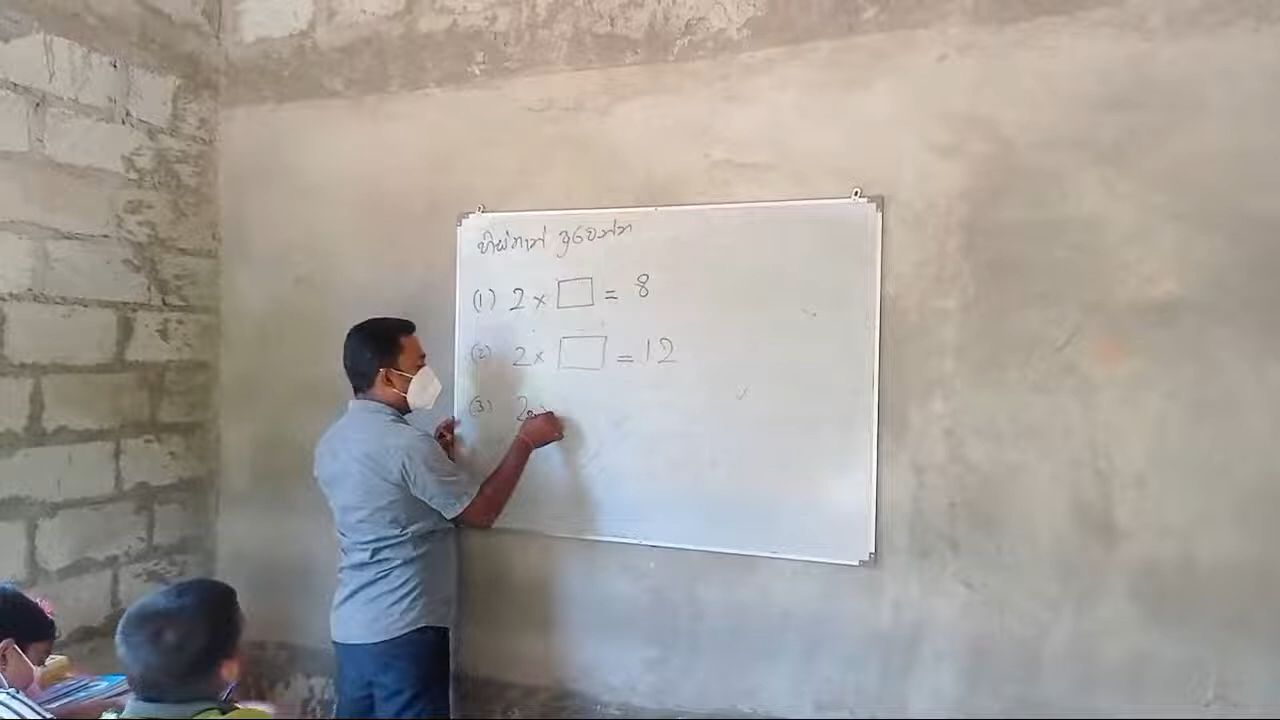 හිස්තැන් පුරවන්න
(1) 2 × □ = 8
(2) 2 × □ = 12
(3) 2 ×